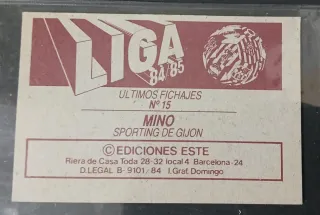 LIGA
84/85
ULTIMOS FICHAJES
Nº 15
MINO
SPORTING DE GIJON
©EDICIONES ESTE
Riera de Casa Toda 28-32 local 4 Barcelona-24
D.LEGAL B-9101/84 I.Graf. Domingo